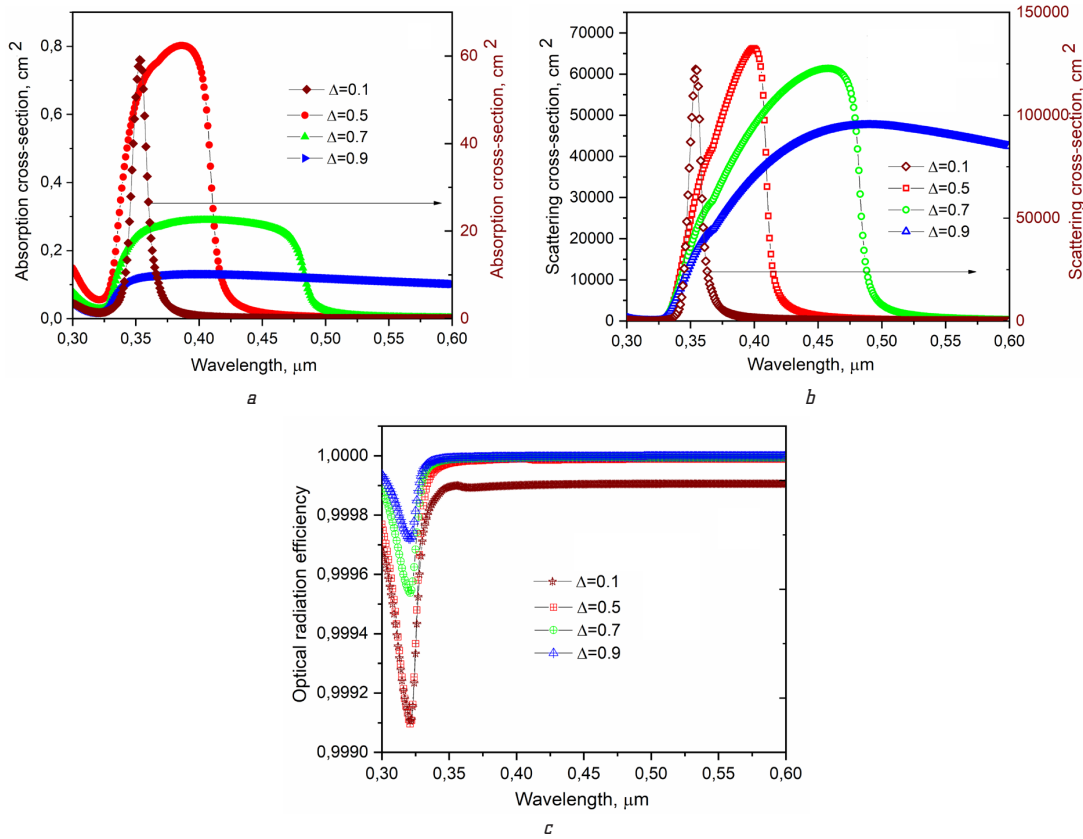 Absorption cross-section, cm 2
0,8
0,6
0,4
0,2
0,0
0,30 0,35 0,40 0,45 0,50 0,55 0,60
Wavelength, μm
60
40
20
0
Absorption cross-section, cm 2
Δ=0.1
Δ=0.5
Δ=0.7
Δ=0.9
a
Scattering cross-section, cm 2
70000
60000
50000
40000
30000
20000
10000
0
0,30 0,35 0,40 0,45 0,50 0,55 0,60
Wavelength, μm
150000
100000
50000
0
Scattering cross-section, cm 2
Δ=0.1
Δ=0.5
Δ=0.7
Δ=0.9
b
Optical radiation efficiency
1,0000
0,9998
0,9996
0,9994
0,9992
0,9990
0,30 0,35 0,40 0,45 0,50 0,55 0,60
Wavelength, μm
Δ=0.1
Δ=0.5
Δ=0.7
Δ=0.9
c